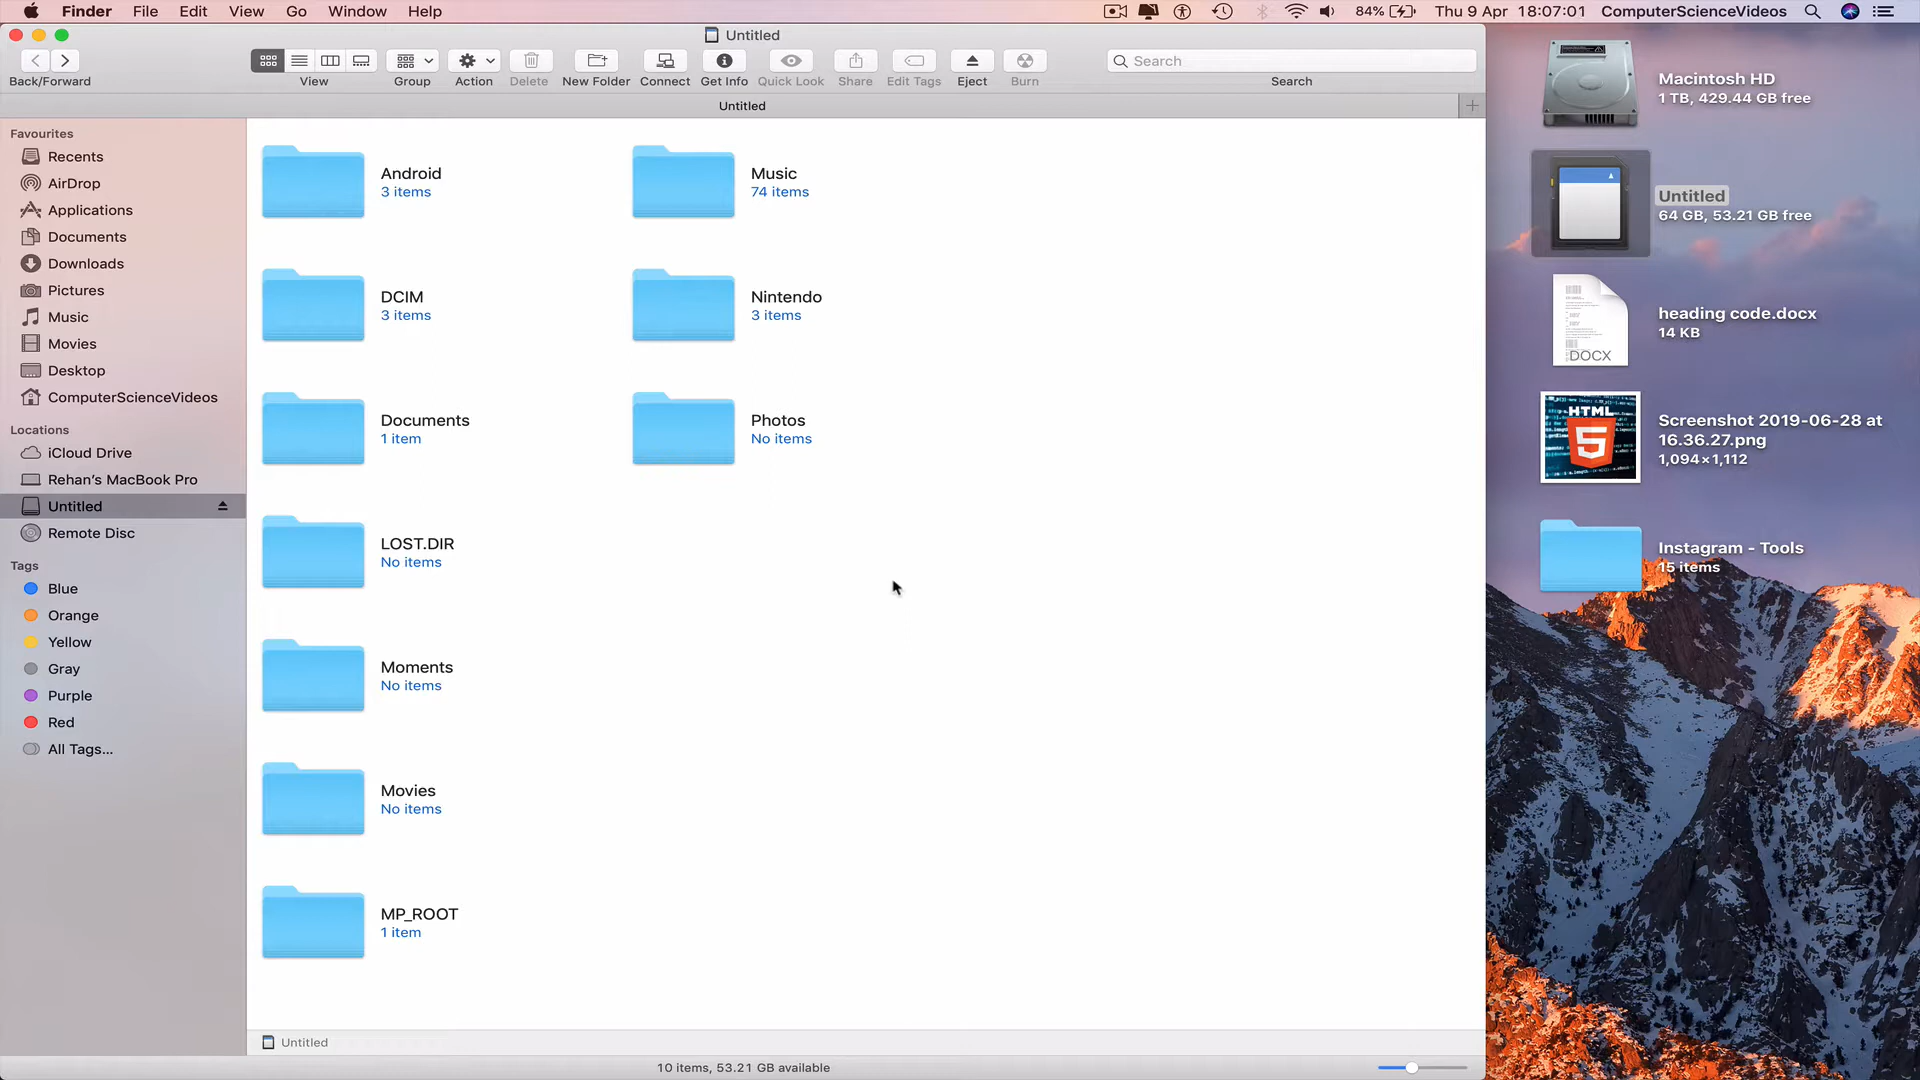 Finder File Edit View Go Window Help
84% Thu 9 Apr 18:07:01 ComputerScienceVideos
Untitled
Search
Back/Forward View Group Action Delete New Folder Connect Get Info Quick Look Share Edit Tags Eject Burn Search
Untitled
Favourites
Recents
AirDrop
Applications
Documents
Downloads
Pictures
Music
Movies
Desktop
ComputerScienceVideos
Locations
iCloud Drive
Rehan's MacBook Pro
Untitled
Remote Disc
Tags
Blue
Orange
Yellow
Gray
Purple
Red
All Tags...
Android
3 items
DCIM
3 items
Documents
1 item
LOST.DIR
No items
Moments
No items
Movies
No items
MP_ROOT
1 item
Music
74 items
Nintendo
3 items
Photos
No items
Untitled
10 items, 53.21 GB available
Macintosh HD
1 TB, 429.44 GB free
Untitled
64 GB, 53.21 GB free
DOCX
heading code.docx
14 KB
HTML
5
Screenshot 2019-06-28 at
16.36.27.png
1,094×1,112
Instagram - Tools
15 items